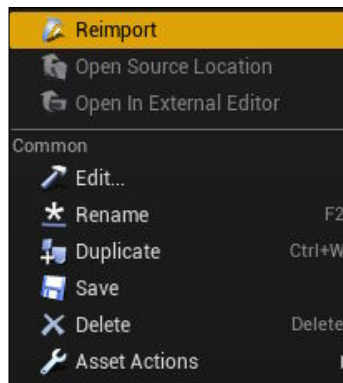 Reimport
Open Source Location
Open In External Editor
Common
Edit...
Rename F2
Duplicate Ctrl+W
Save
Delete Delete
Asset Actions